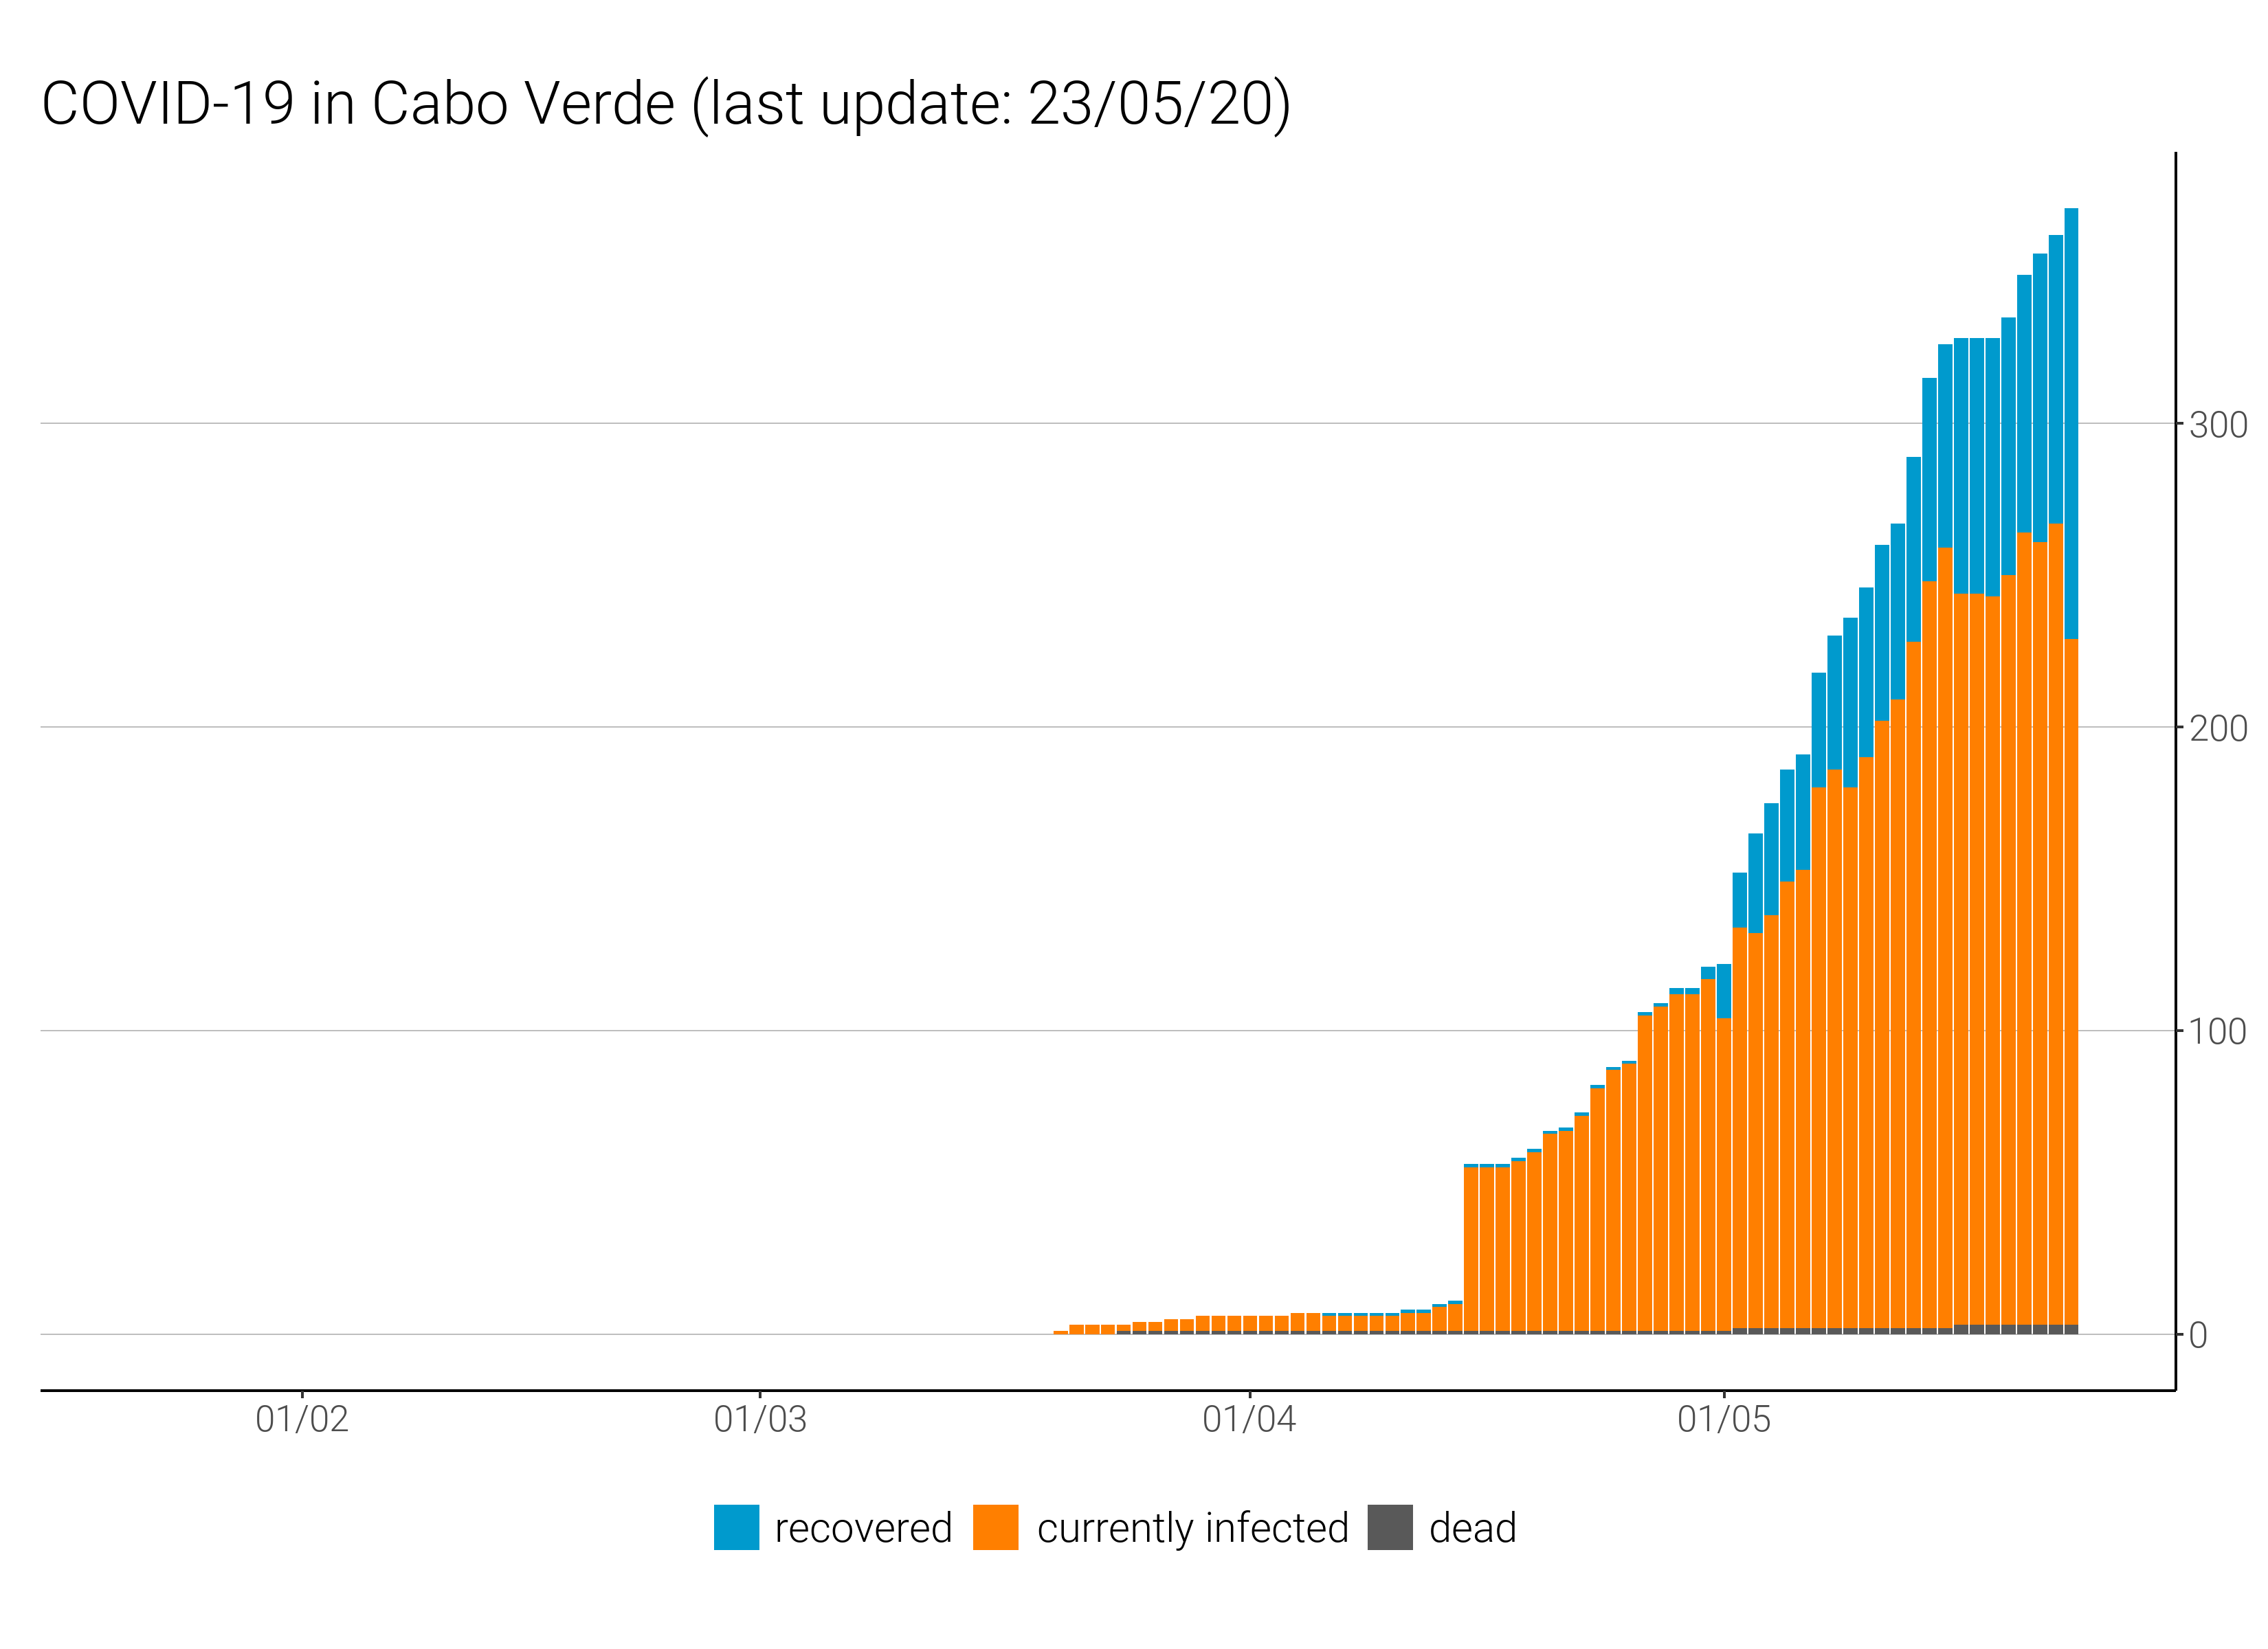 COVID-19 in Cabo Verde (last update: 23/05/20)
300
200
100
0
01/02 01/03 01/04 01/05
recovered currently infected dead